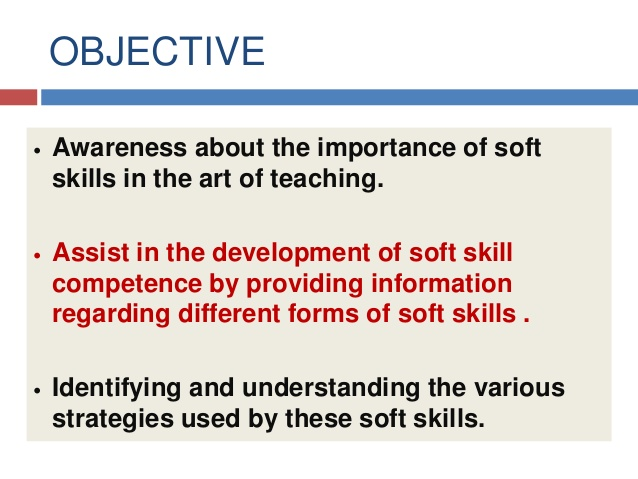 OBJECTIVE
• Awareness about the importance of soft
skills in the art of teaching.
• Assist in the development of soft skill
competence by providing information
regarding different forms of soft skills .
• Identifying and understanding the various
strategies used by these soft skills.